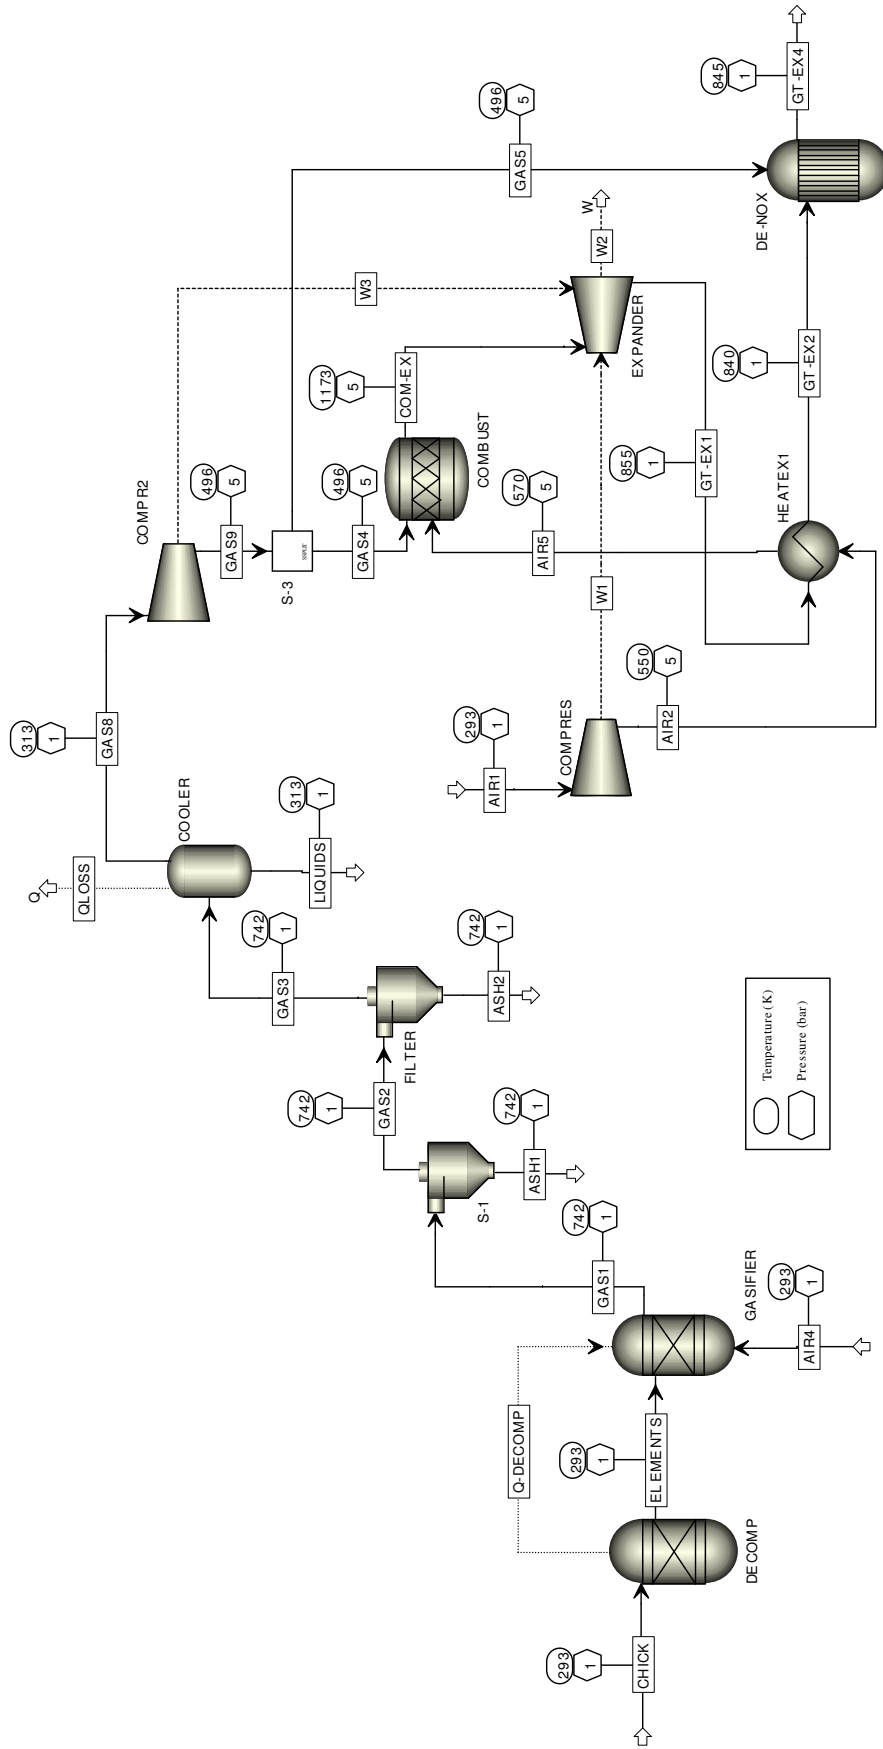 293
1
CHICK
DECOMP
Q-DECOMP
293
1
ELEMENTS
293
1
AIR4
GASIFIER
742
1
GAS1
S-1
742
1
ASH1
742
1
GAS2
FILTER
742
1
ASH2
742
1
GAS3
Q
QLOSS
COOLER
313
1
LIQUIDS
313
1
GAS8
COMPR2
W3
496
5
GAS9
SSPLIT
S-3
496
5
GAS4
496
5
GAS5
293
1
AIR1
COMPRES
W1
550
5
AIR2
570
5
AIR5
COMBUST
1173
5
COM-EX
EXPANDER
W2
W
855
1
GT-EX1
HEATEX1
840
1
GT-EX2
DE-NOX
845
1
GT-EX4
Temperature (K)
Pressure (bar)